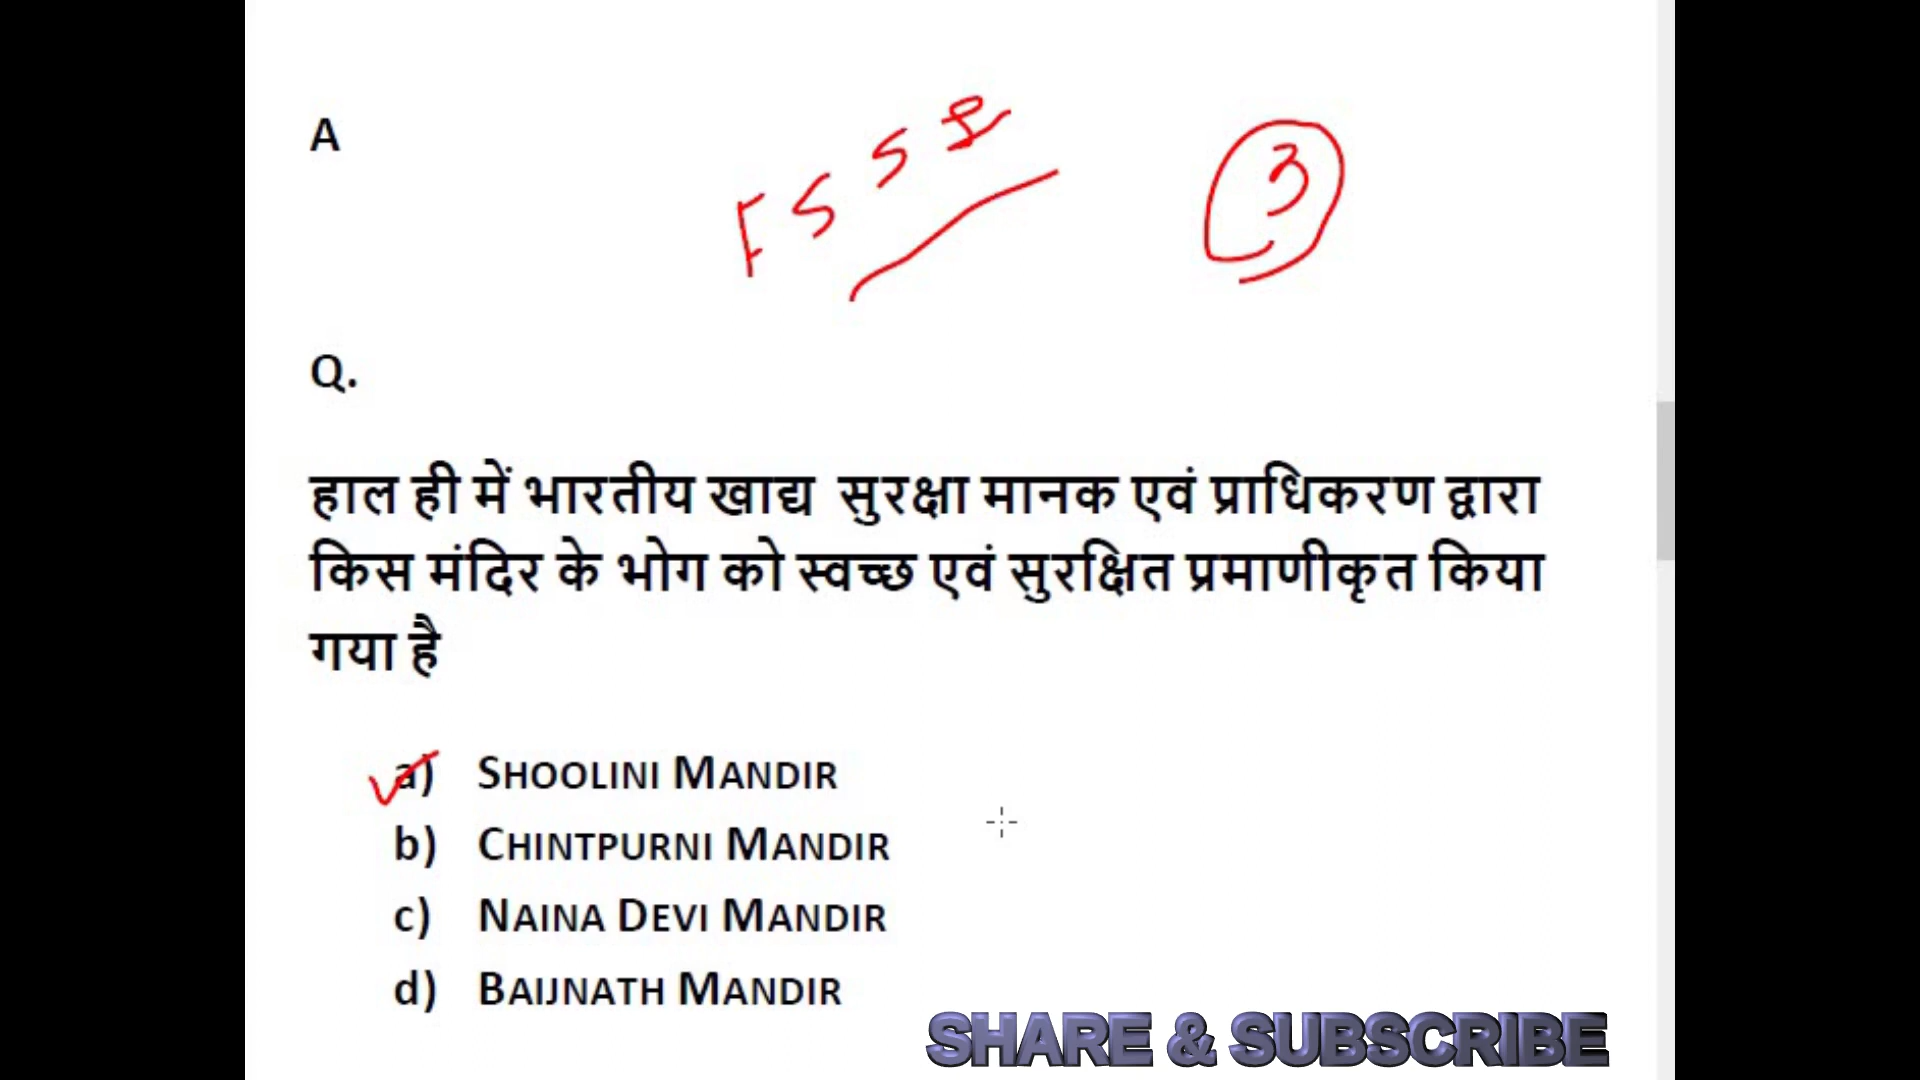 A
FSSI
3
Q.
हाल ही में भारतीय खाद्य सुरक्षा मानक एवं प्राधिकरण द्वारा
किस मंदिर के भोग को स्वच्छ एवं सुरक्षित प्रमाणीकृत किया
गया है
a) SHOOLINI MANDIR
b) CHINTPURNI MANDIR
c) NAINA DEVI MANDIR
d) BAIJNATH MANDIR
SHARE & SUBSCRIBE